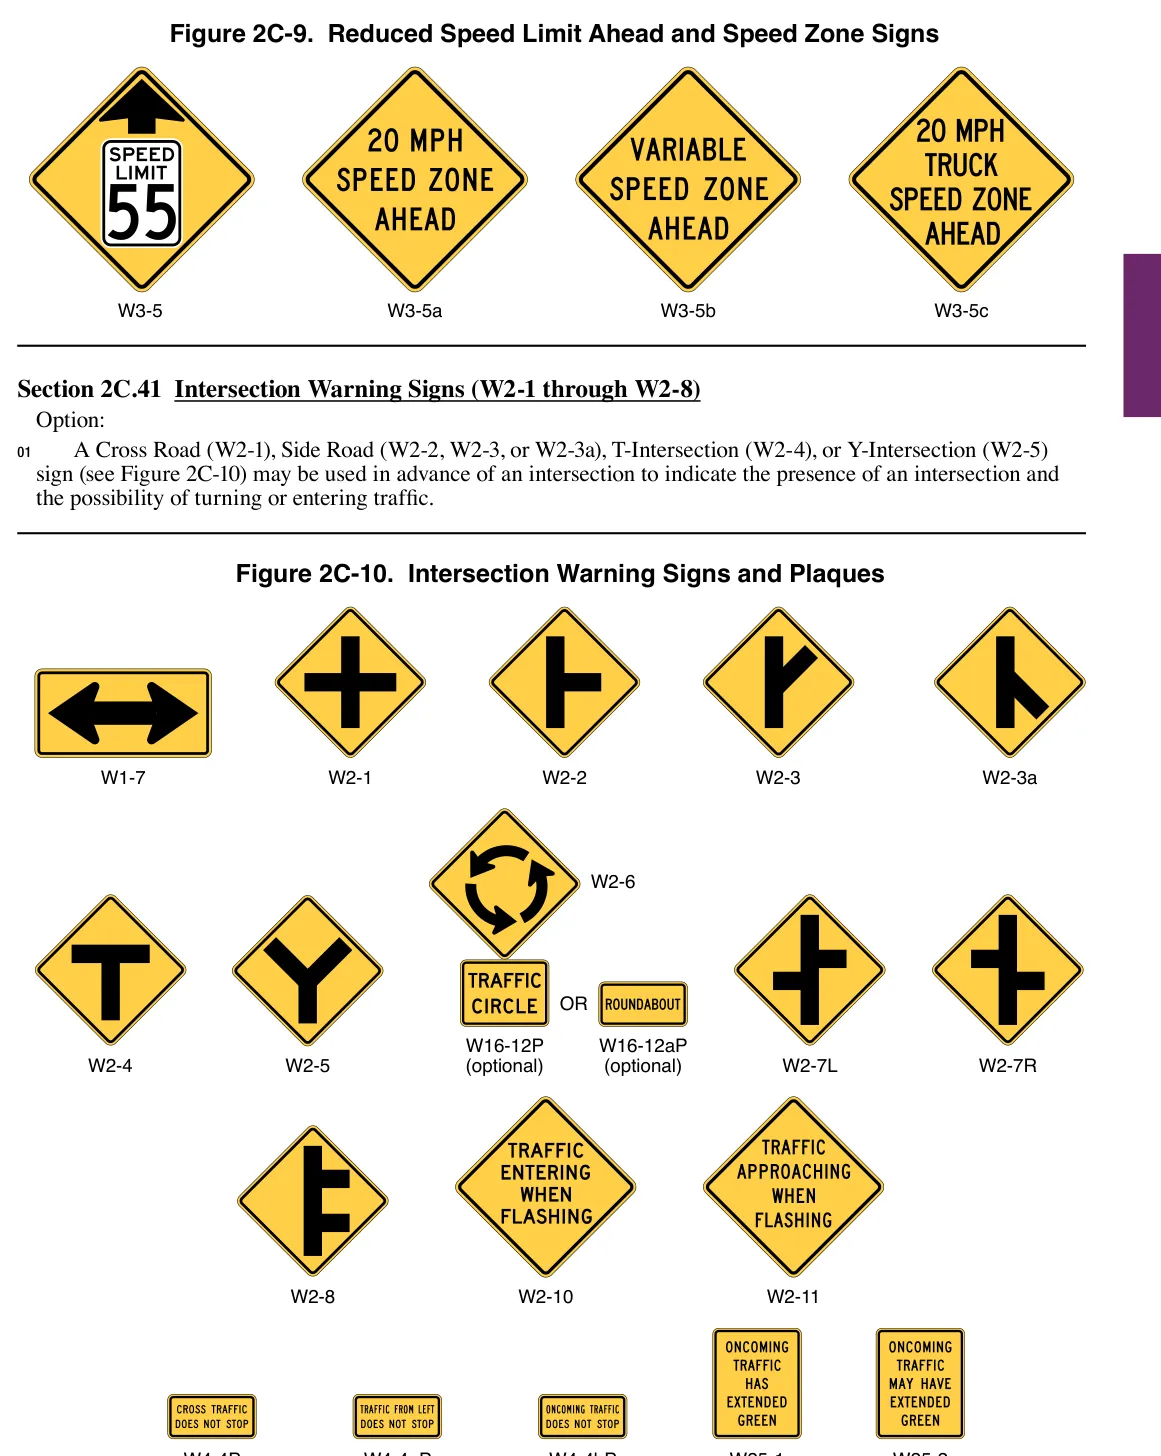 Figure 2C-9. Reduced Speed Limit Ahead and Speed Zone Signs
SPEED
LIMIT
55
20 MPH
SPEED ZONE
AHEAD
VARIABLE
SPEED ZONE
AHEAD
20 MPH
TRUCK
SPEED ZONE
AHEAD
W3-5
W3-5a
W3-5b
W3-5c
Section 2C.41 Intersection Warning Signs (W2-1 through W2-8)
Option:
01 A Cross Road (W2-1), Side Road (W2-2, W2-3, or W2-3a), T-Intersection (W2-4), or Y-Intersection (W2-5)
sign (see Figure 2C-10) may be used in advance of an intersection to indicate the presence of an intersection and
the possibility of turning or entering traffic.
Figure 2C-10. Intersection Warning Signs and Plaques
W1-7
W2-1
W2-2
W2-3
W2-3a
W2-6
TRAFFIC
CIRCLE
OR
ROUNDABOUT
W16-12P
(optional)
W16-12aP
(optional)
W2-4
W2-5
W2-7L
W2-7R
TRAFFIC
ENTERING
WHEN
FLASHING
TRAFFIC
APPROACHING
WHEN
FLASHING
W2-8
W2-10
W2-11
CROSS TRAFFIC
DOES NOT STOP
TRAFFIC FROM LEFT
DOES NOT STOP
ONCOMING TRAFFIC
DOES NOT STOP
ONCOMING
TRAFFIC
HAS
EXTENDED
GREEN
ONCOMING
TRAFFIC
MAY HAVE
EXTENDED
GREEN